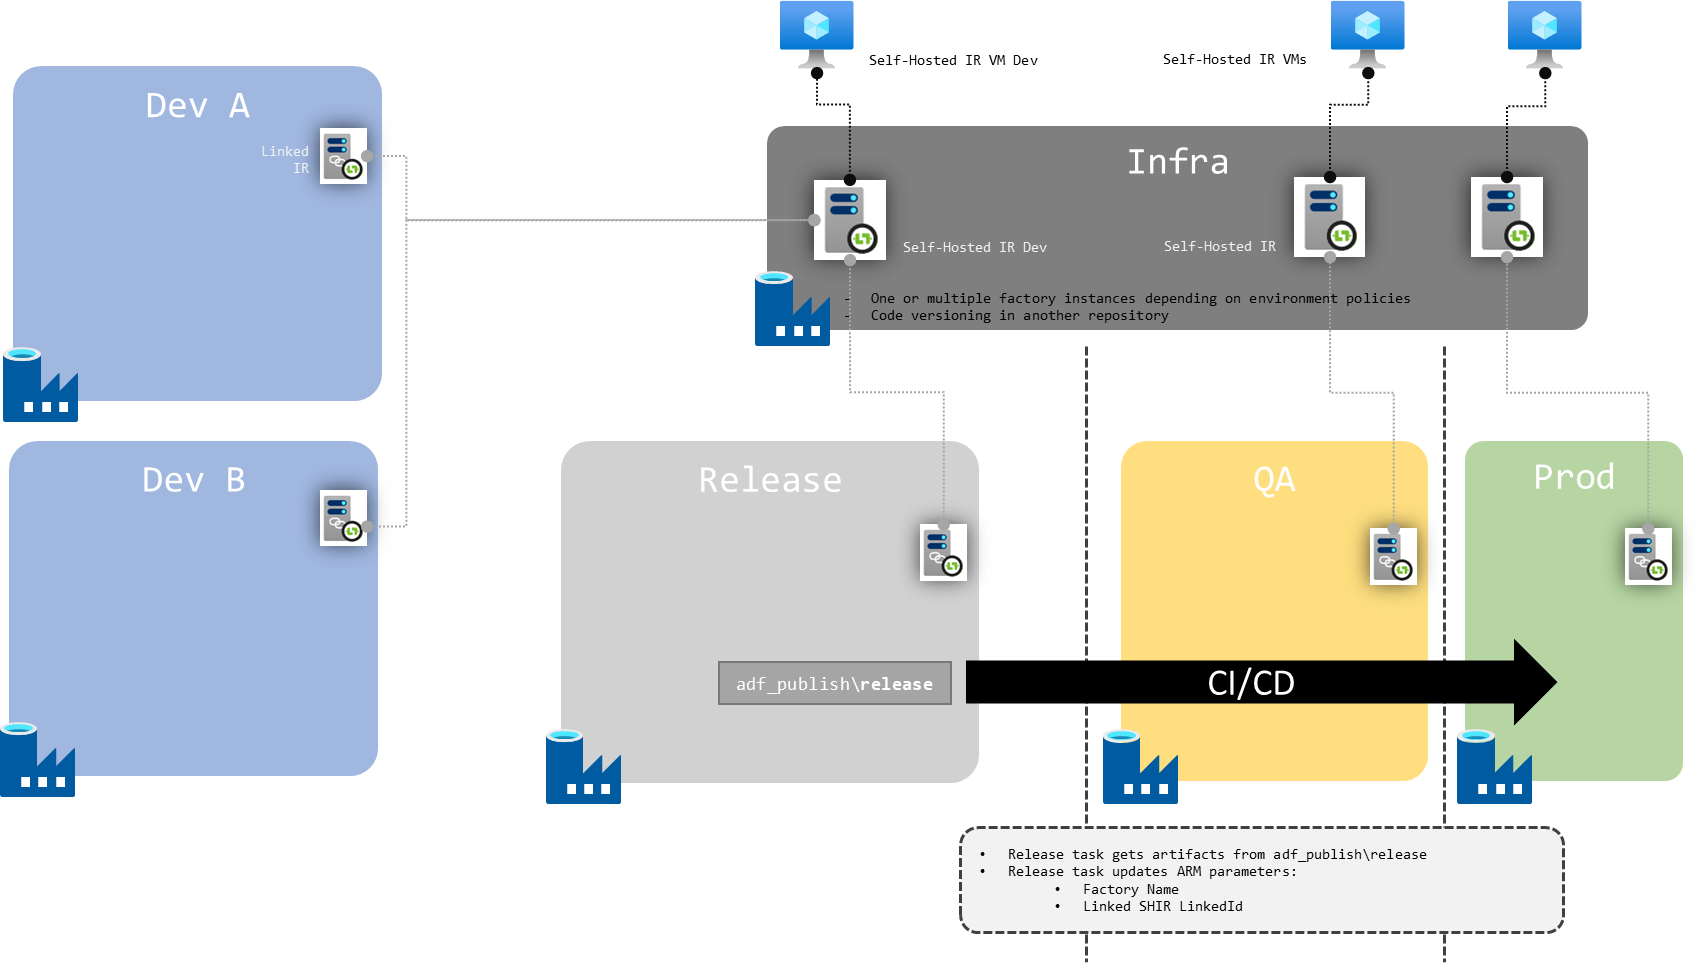 Self-Hosted IR VM Dev
Self-Hosted IR VMs
Dev A
Linked
IR
Infra
Self-Hosted IR Dev
Self-Hosted IR
- One or multiple factory instances depending on environment policies
- Code versioning in another repository
Dev B
Release
QA
Prod
adf_publish\release
CI/CD
• Release task gets artifacts from adf_publish\release
• Release task updates ARM parameters:
• Factory Name
• Linked SHIR LinkedId